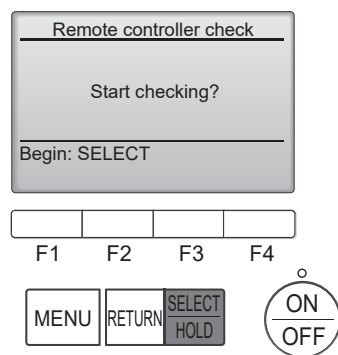 Remote controller check
Start checking?
Begin: SELECT
F1 F2 F3 F4
MENU RETURN SELECT HOLD ON OFF